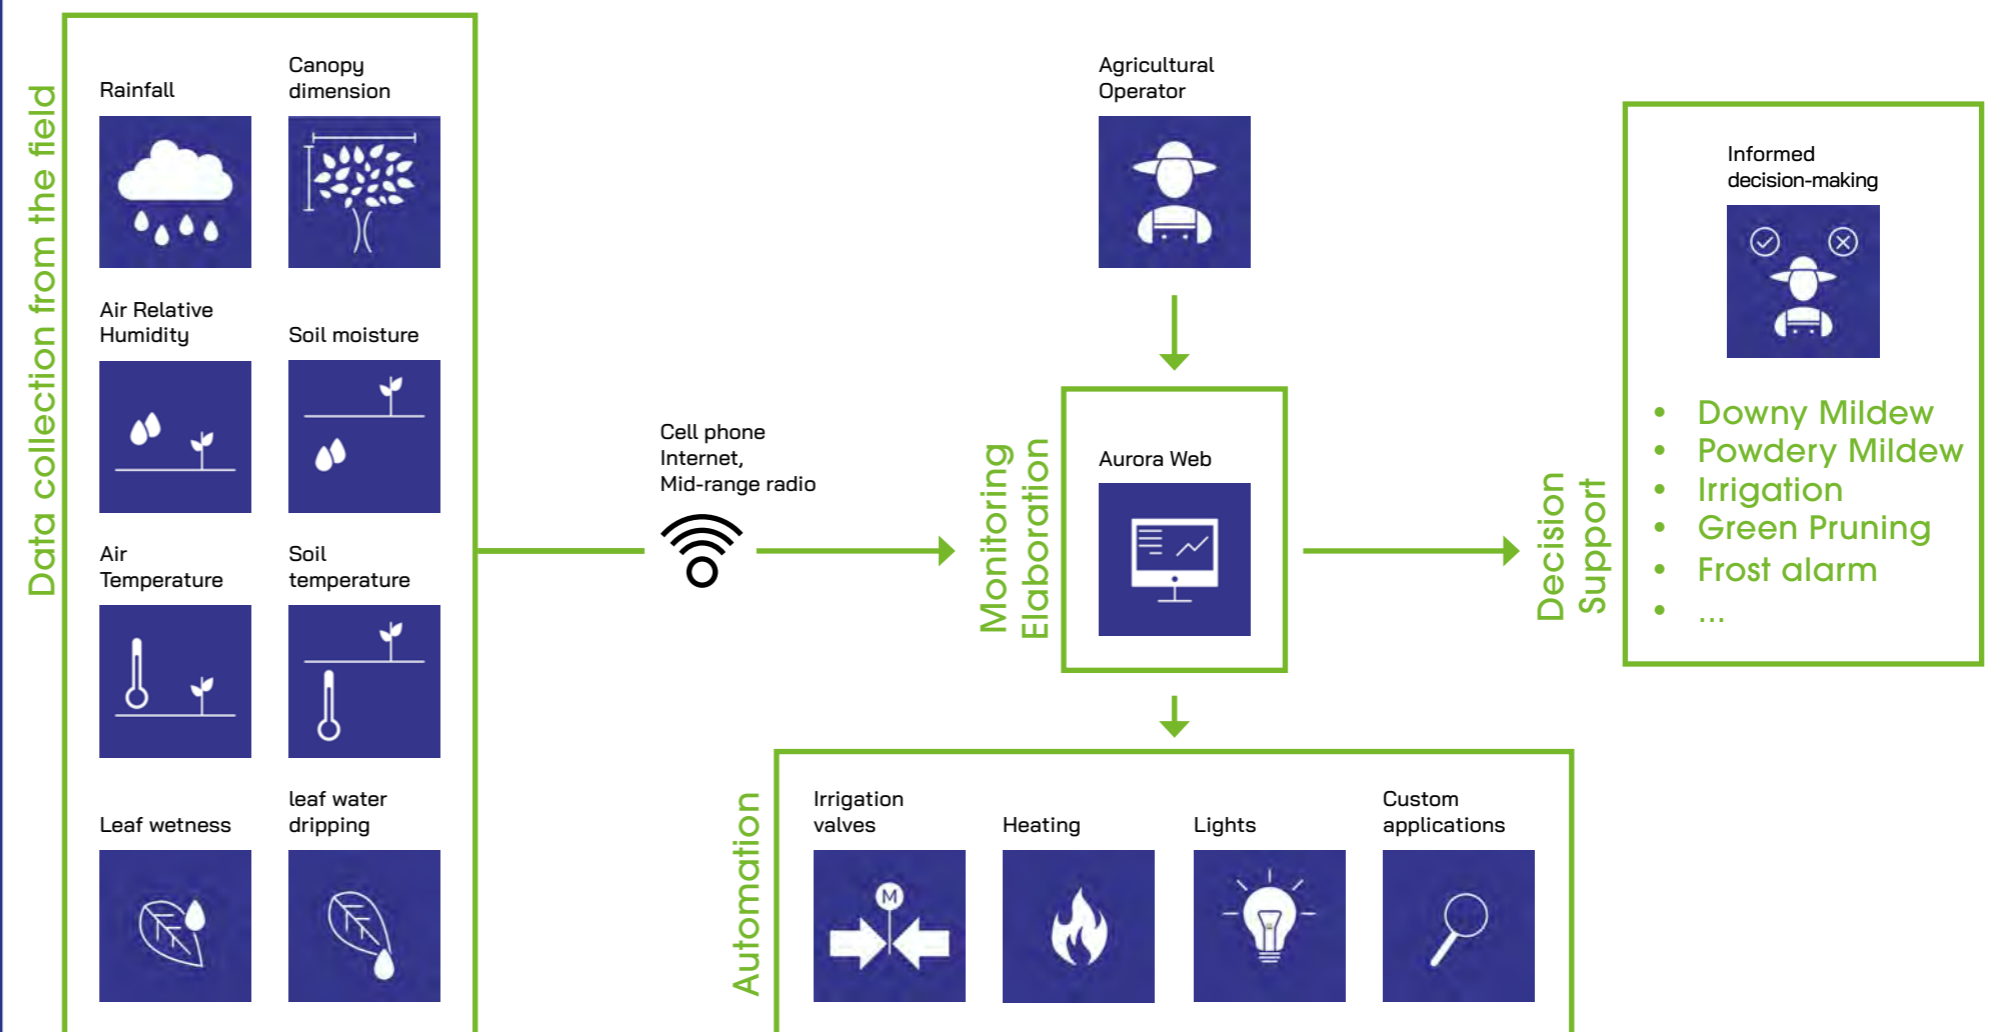 Data collection from the field
Rainfall
Canopy
dimension
Air Relative
Humidity
Soil moisture
Air
Temperature
Soil
temperature
Leaf wetness
leaf water
dripping
Cell phone
Internet,
Mid-range radio
Agricultural
Operator
Monitoring
Elaboration
Aurora Web
Automation
Irrigation
valves
M
Heating
Lights
Custom
applications
Decision
Support
Informed
decision-making
• Downy Mildew
• Powdery Mildew
• Irrigation
• Green Pruning
• Frost alarm
• ...